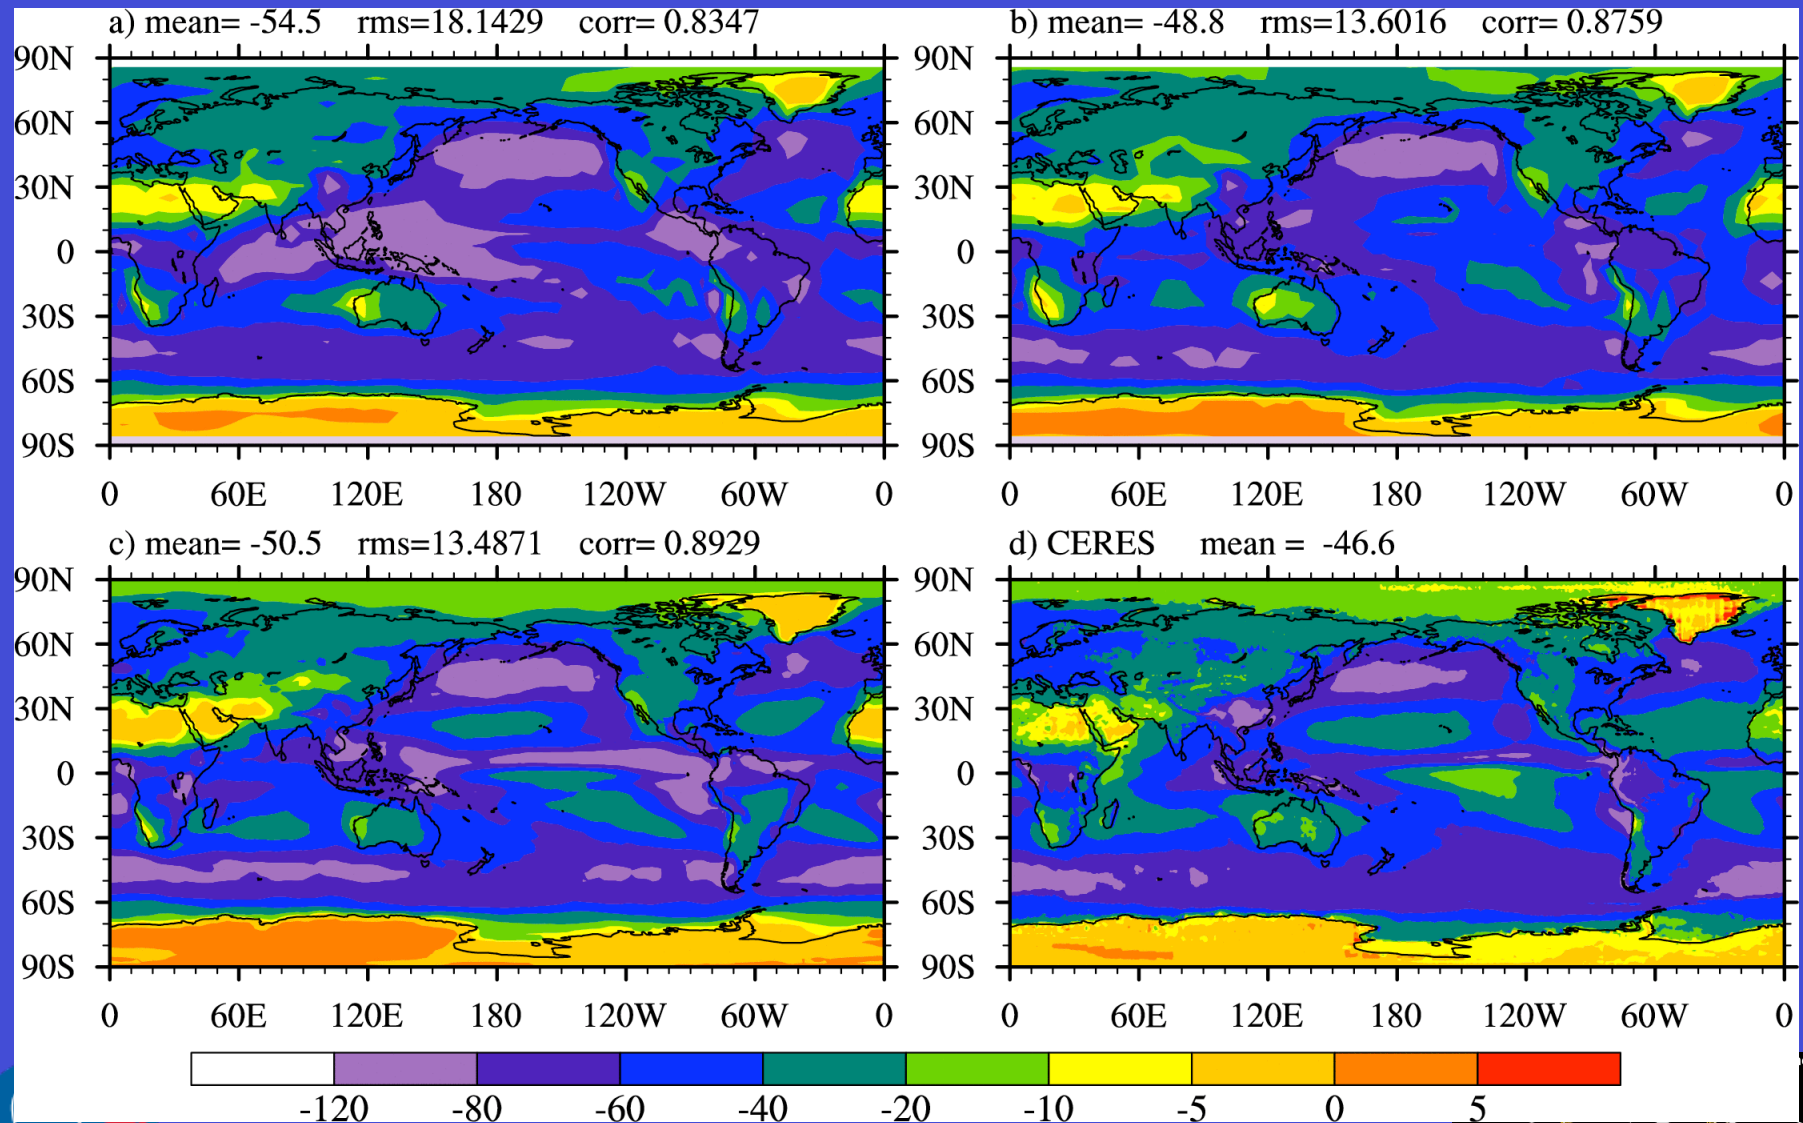 a) mean= -54.5 rms=18.1429 corr= 0.8347
90N
60N
30N
0
30S
60S
90S
0 60E 120E 180 120W 60W 0
b) mean= -48.8 rms=13.6016 corr= 0.8759
90N
60N
30N
0
30S
60S
90S
0 60E 120E 180 120W 60W 0
c) mean= -50.5 rms=13.4871 corr= 0.8929
90N
60N
30N
0
30S
60S
90S
0 60E 120E 180 120W 60W 0
d) CERES mean = -46.6
90N
60N
30N
0
30S
60S
90S
0 60E 120E 180 120W 60W 0
-120 -80 -60 -40 -20 -10 -5 0 5